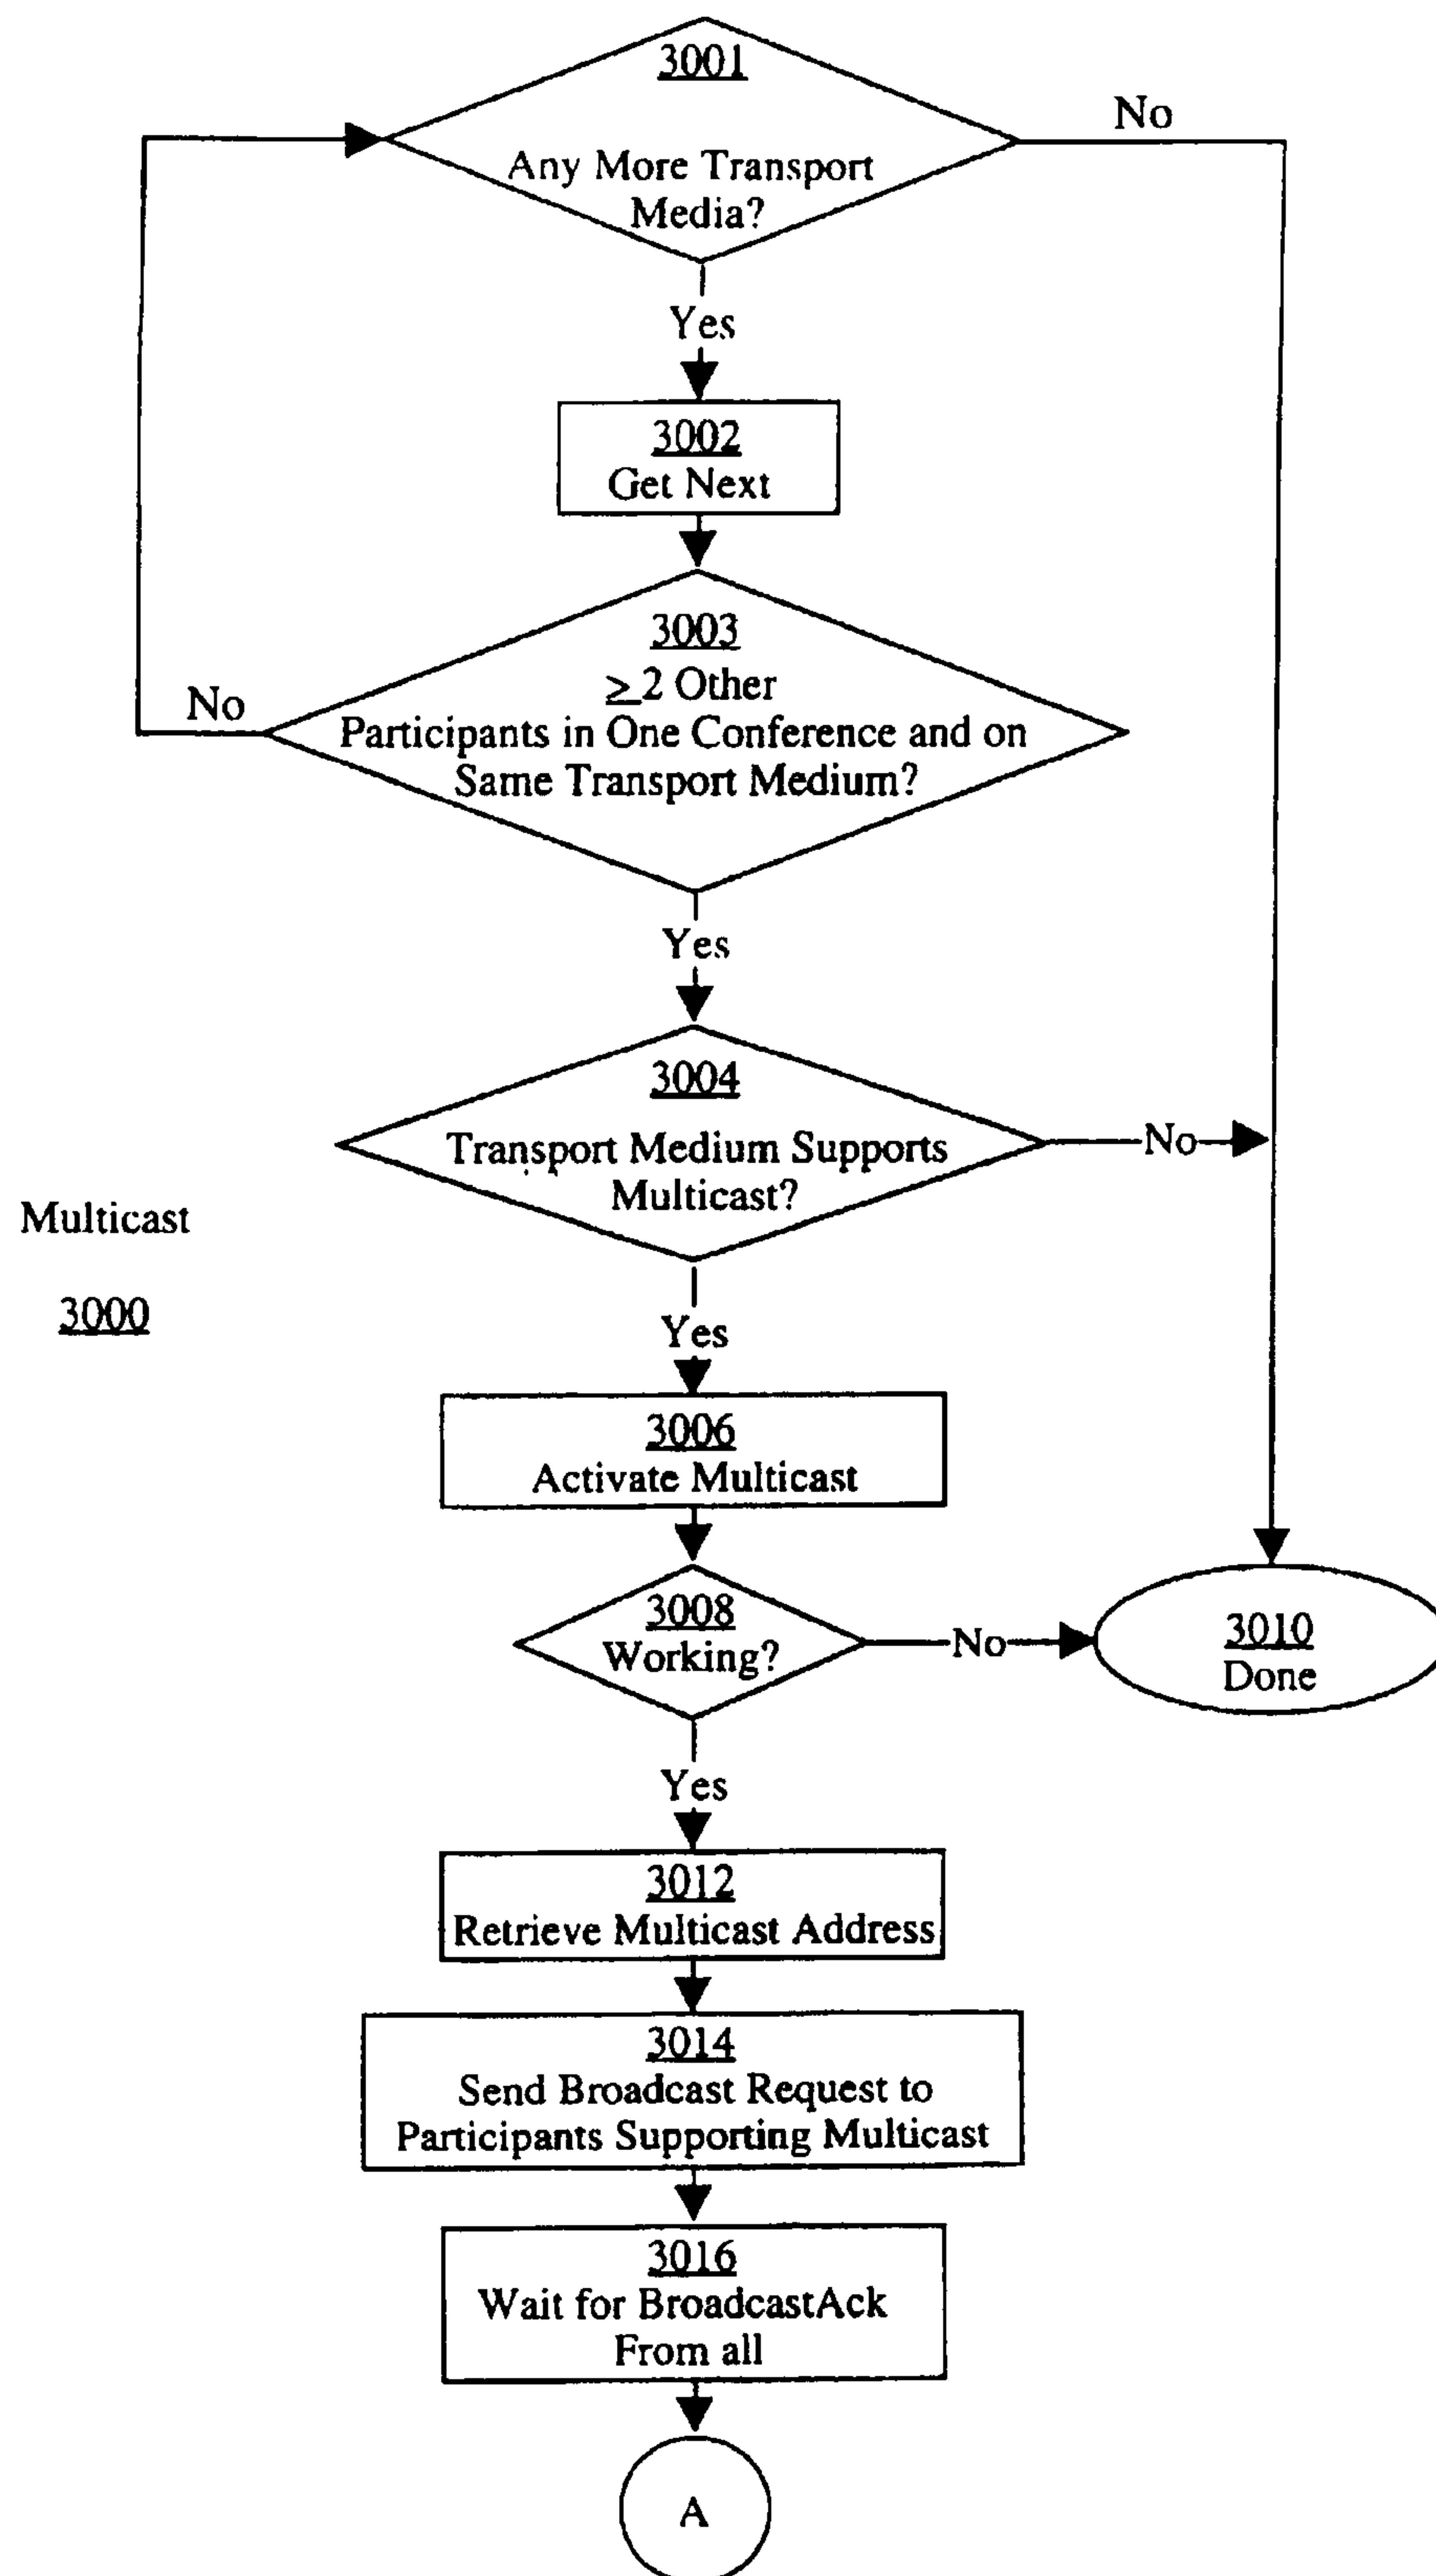 3001
No
Any More Transport
Media?
Yes
3002
Get Next
3003
≥ 2 Other
No
Participants in One Conference and on
Same Transport Medium?
Yes
3004
Transport Medium Supports
No
Multicast?
Multicast
3000
Yes
3006
Activate Multicast
3008
Working?
No
3010
Done
Yes
3012
Retrieve Multicast Address
3014
Send Broadcast Request to
Participants Supporting Multicast
3016
Wait for BroadcastAck
From all
A